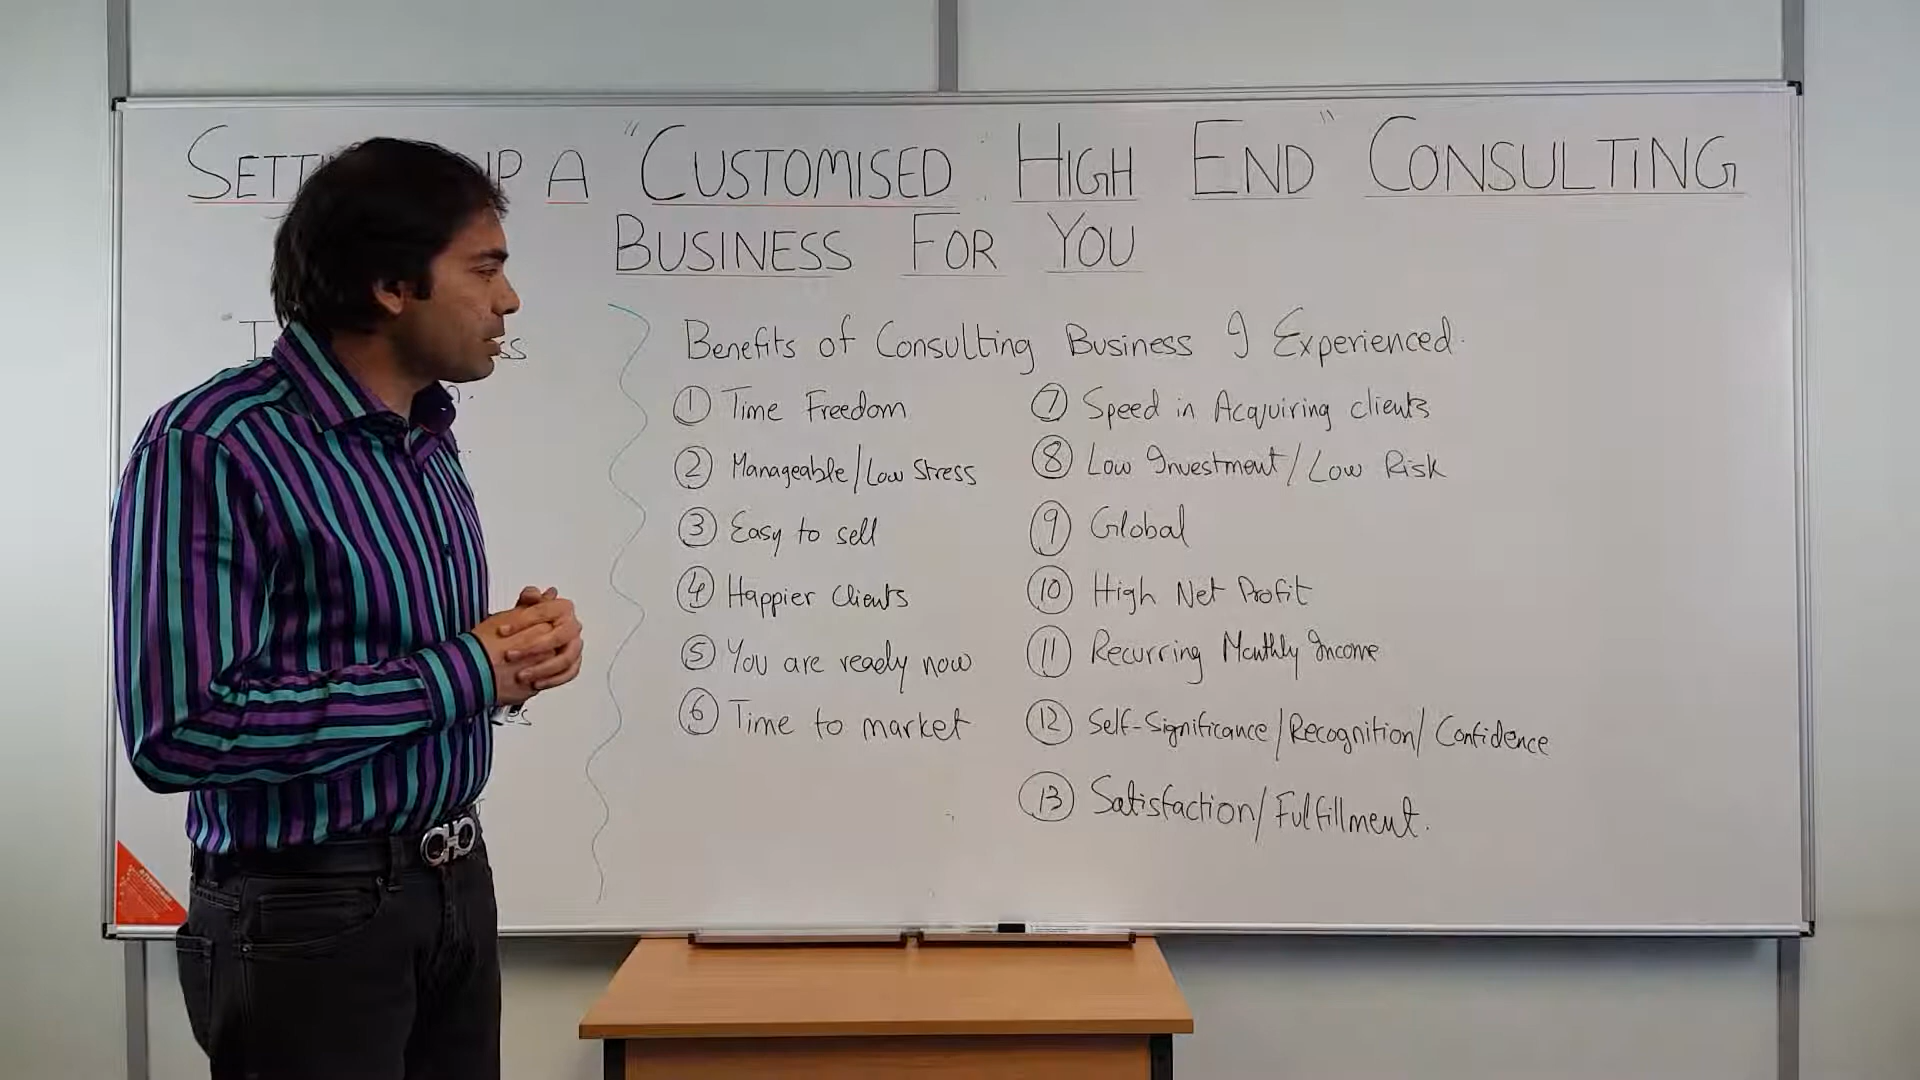 UP A "CUSTOMISED HIGH END" CONSULTING
BUSINESS FOR YOU
Benefits of Consulting Business I Experienced.
① Time Freedom
② Manageable/Low Stress
③ Easy to sell
④ Happier Clients
⑤ You are ready now
⑥ Time to market
⑦ Speed in Acquiring clients
⑧ Low Investment/Low Risk
⑨ Global
⑩ High Net Profit
⑪ Recurring Monthly Income
⑫ Self-Significance/Recognition/Confidence
⑬ Satisfaction/Fulfillment.